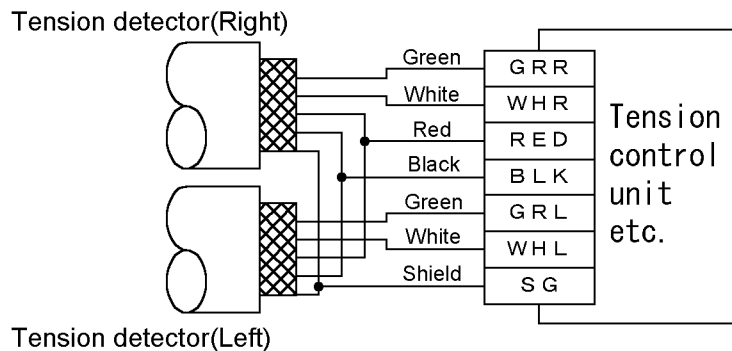 Tension detector(Right)
Green
GRR
White
WHR
Red
RED
Black
BLK
Green
GRL
White
WHL
Shield
SG
Tension
control
unit
etc.
Tension detector(Left)